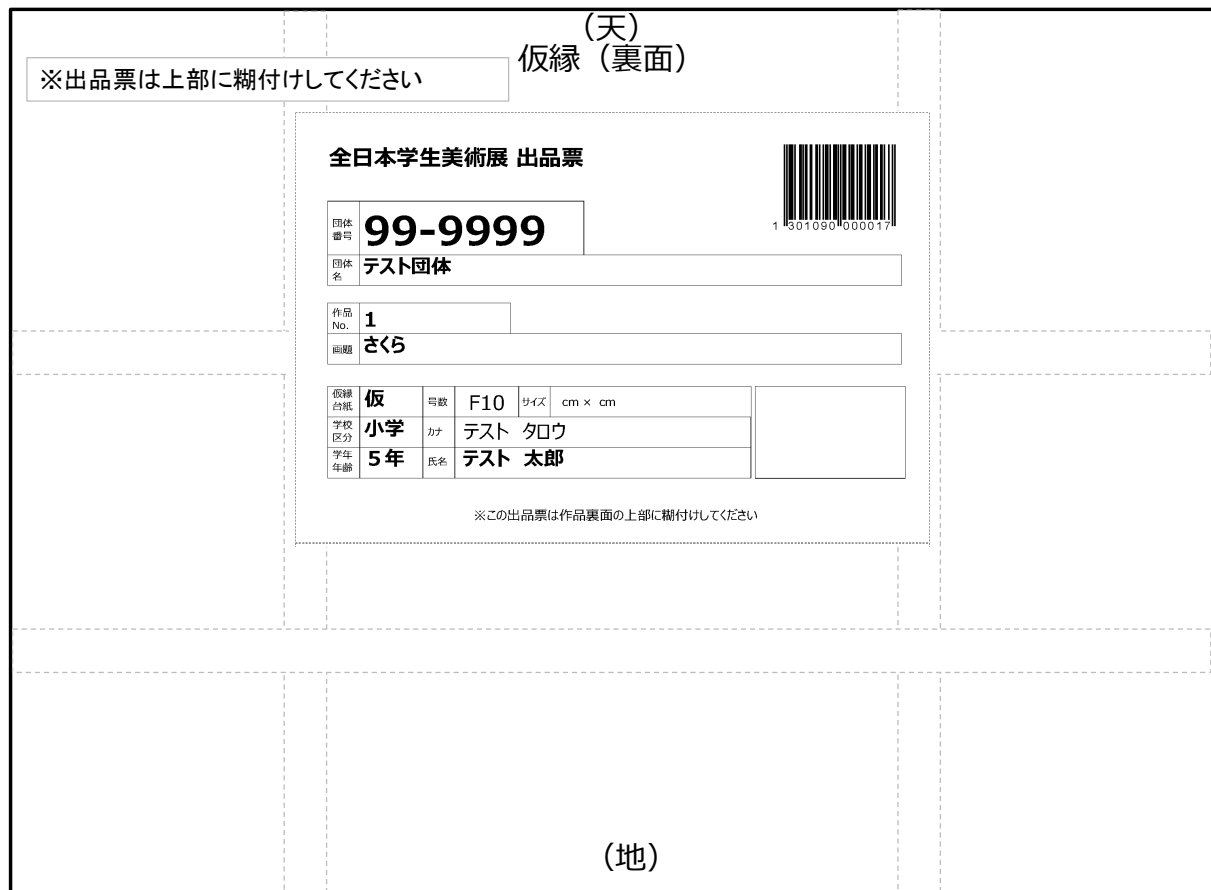 （天）
仮縁（裏面）
※出品票は上部に糊付けしてください
全日本学生美術展 出品票
1 301090 000017
団体番号 99-9999
団体名 テスト団体
作品No. 1
画題 さくら
仮縁台紙 仮 号数 F10 サイズ cm × cm
学校区分 小学 カナ テスト タロウ
学年年齢 5年 氏名 テスト 太郎
※この出品票は作品裏面の上部に糊付けしてください
（地）